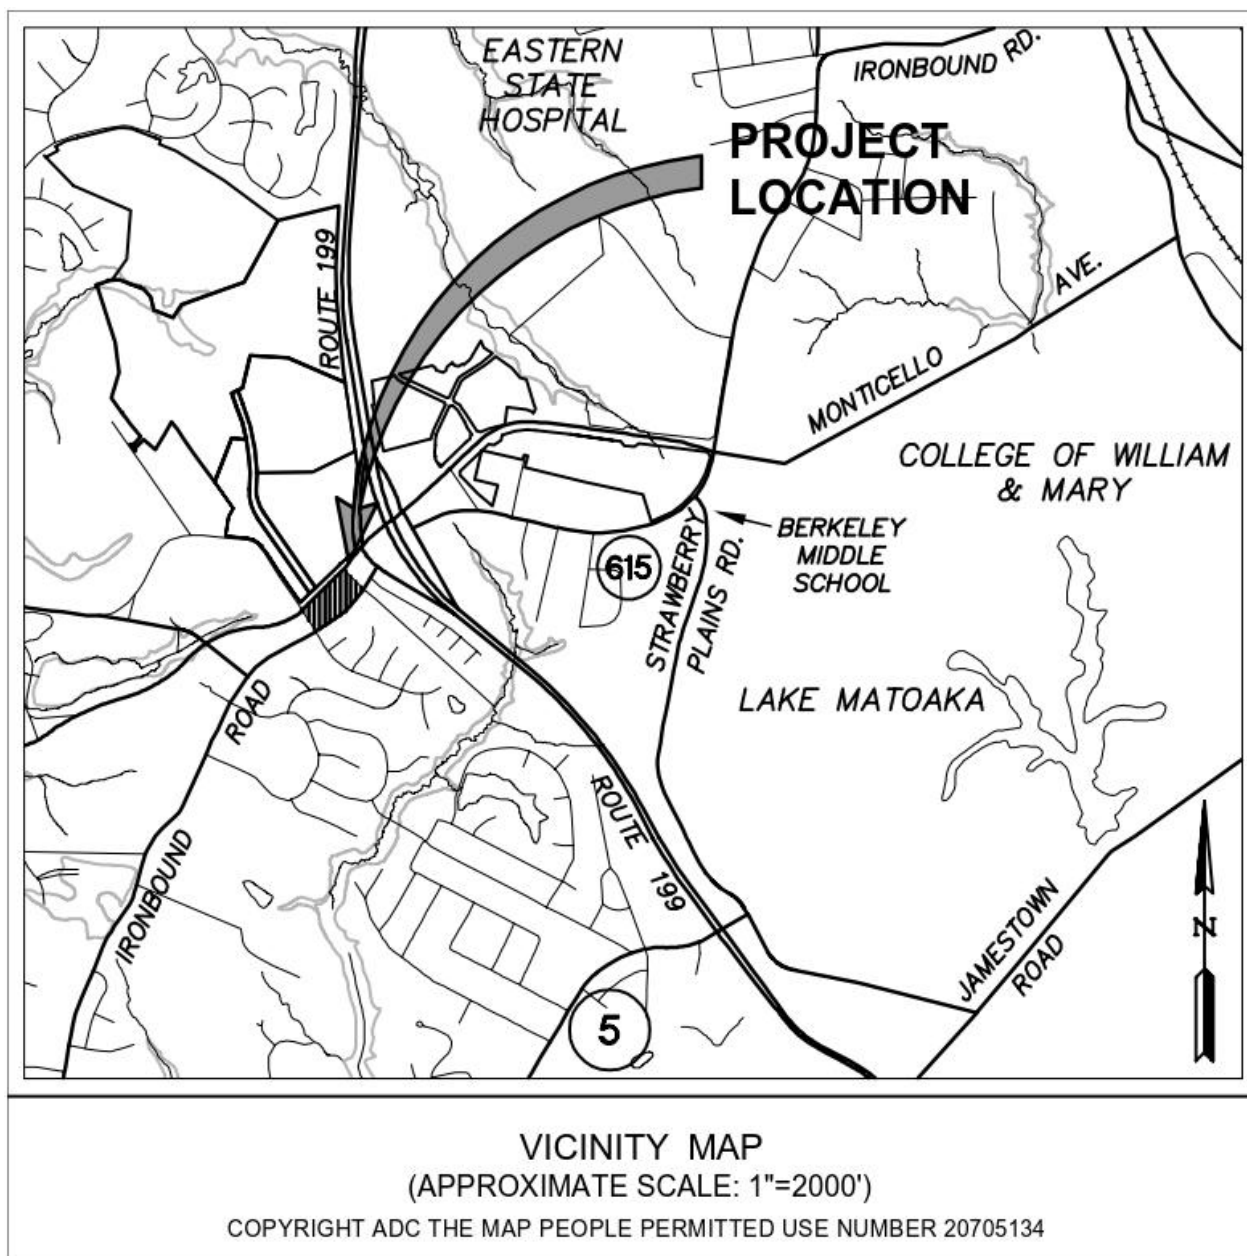 EASTERN
STATE
HOSPITAL
IRONBOUND RD.
PROJECT
LOCATION
ROUTE 199
AVE.
MONTICELLO
COLLEGE OF WILLIAM
& MARY
BERKELEY
MIDDLE
SCHOOL
615
STRAWBERRY
PLAINS RD.
LAKE MATOAKA
ROAD
IRONBOUND
ROUTE
199
JAMESTOWN
ROAD
N
5
VICINITY MAP
(APPROXIMATE SCALE: 1"=2000')
COPYRIGHT ADC THE MAP PEOPLE PERMITTED USE NUMBER 20705134